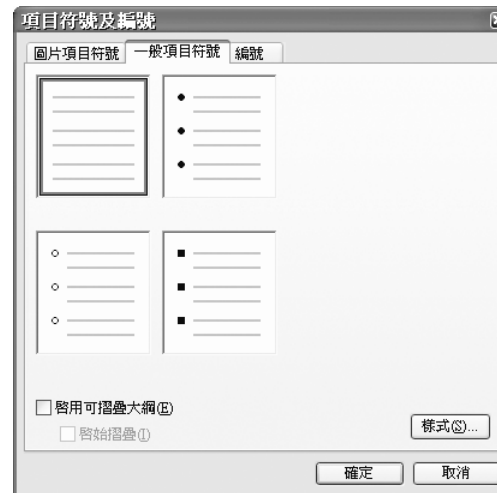 項目符號及編號
圖片項目符號 一般項目符號 編號
啓用可摺疊大綱(E)
啓始摺疊(I)
樣式(S)...
確定 取消